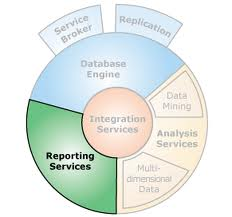 Service
Broker
Replication
Database
Engine
Integration
Services
Data
Mining
Analysis
Services
Multi-
dimensional
Data
Reporting
Services